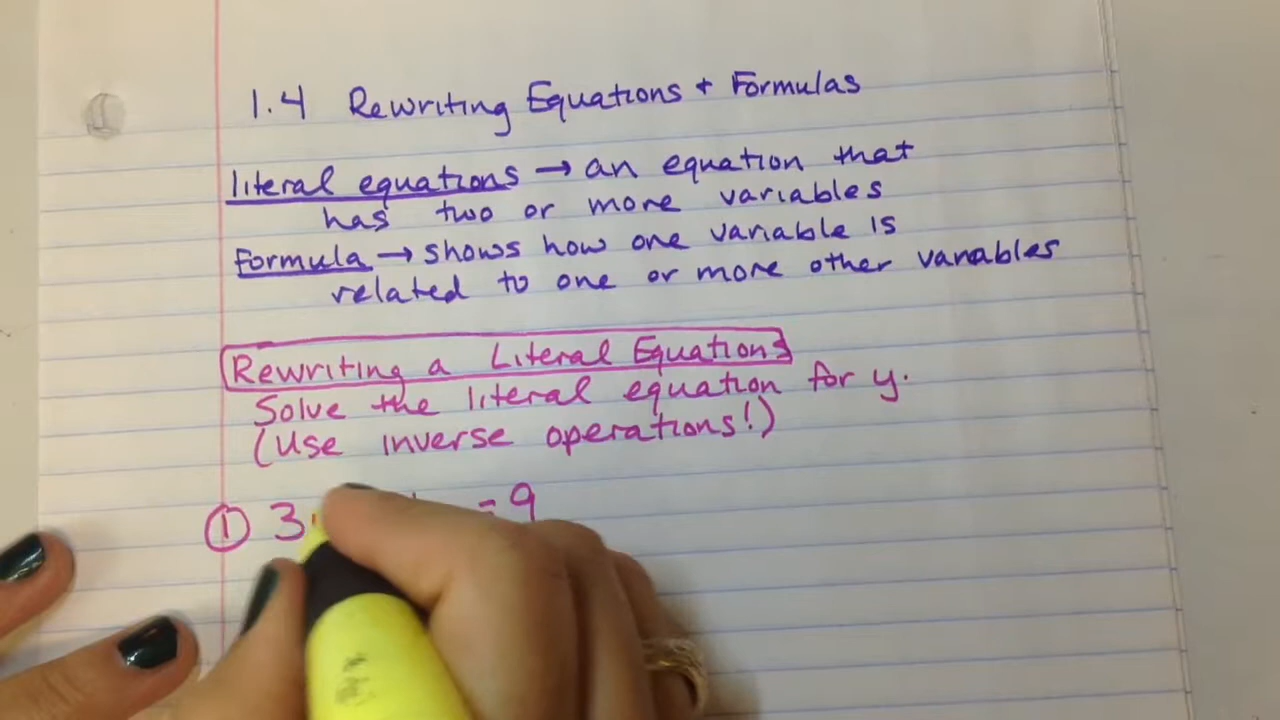 1.4 Rewriting Equations + Formulas
literal equations → an equation that
has two or more variables
Formula → shows how one variable is
related to one or more other variables
Rewriting a Literal Equations
Solve the literal equation for y.
(Use inverse operations!)
① 3 = 9